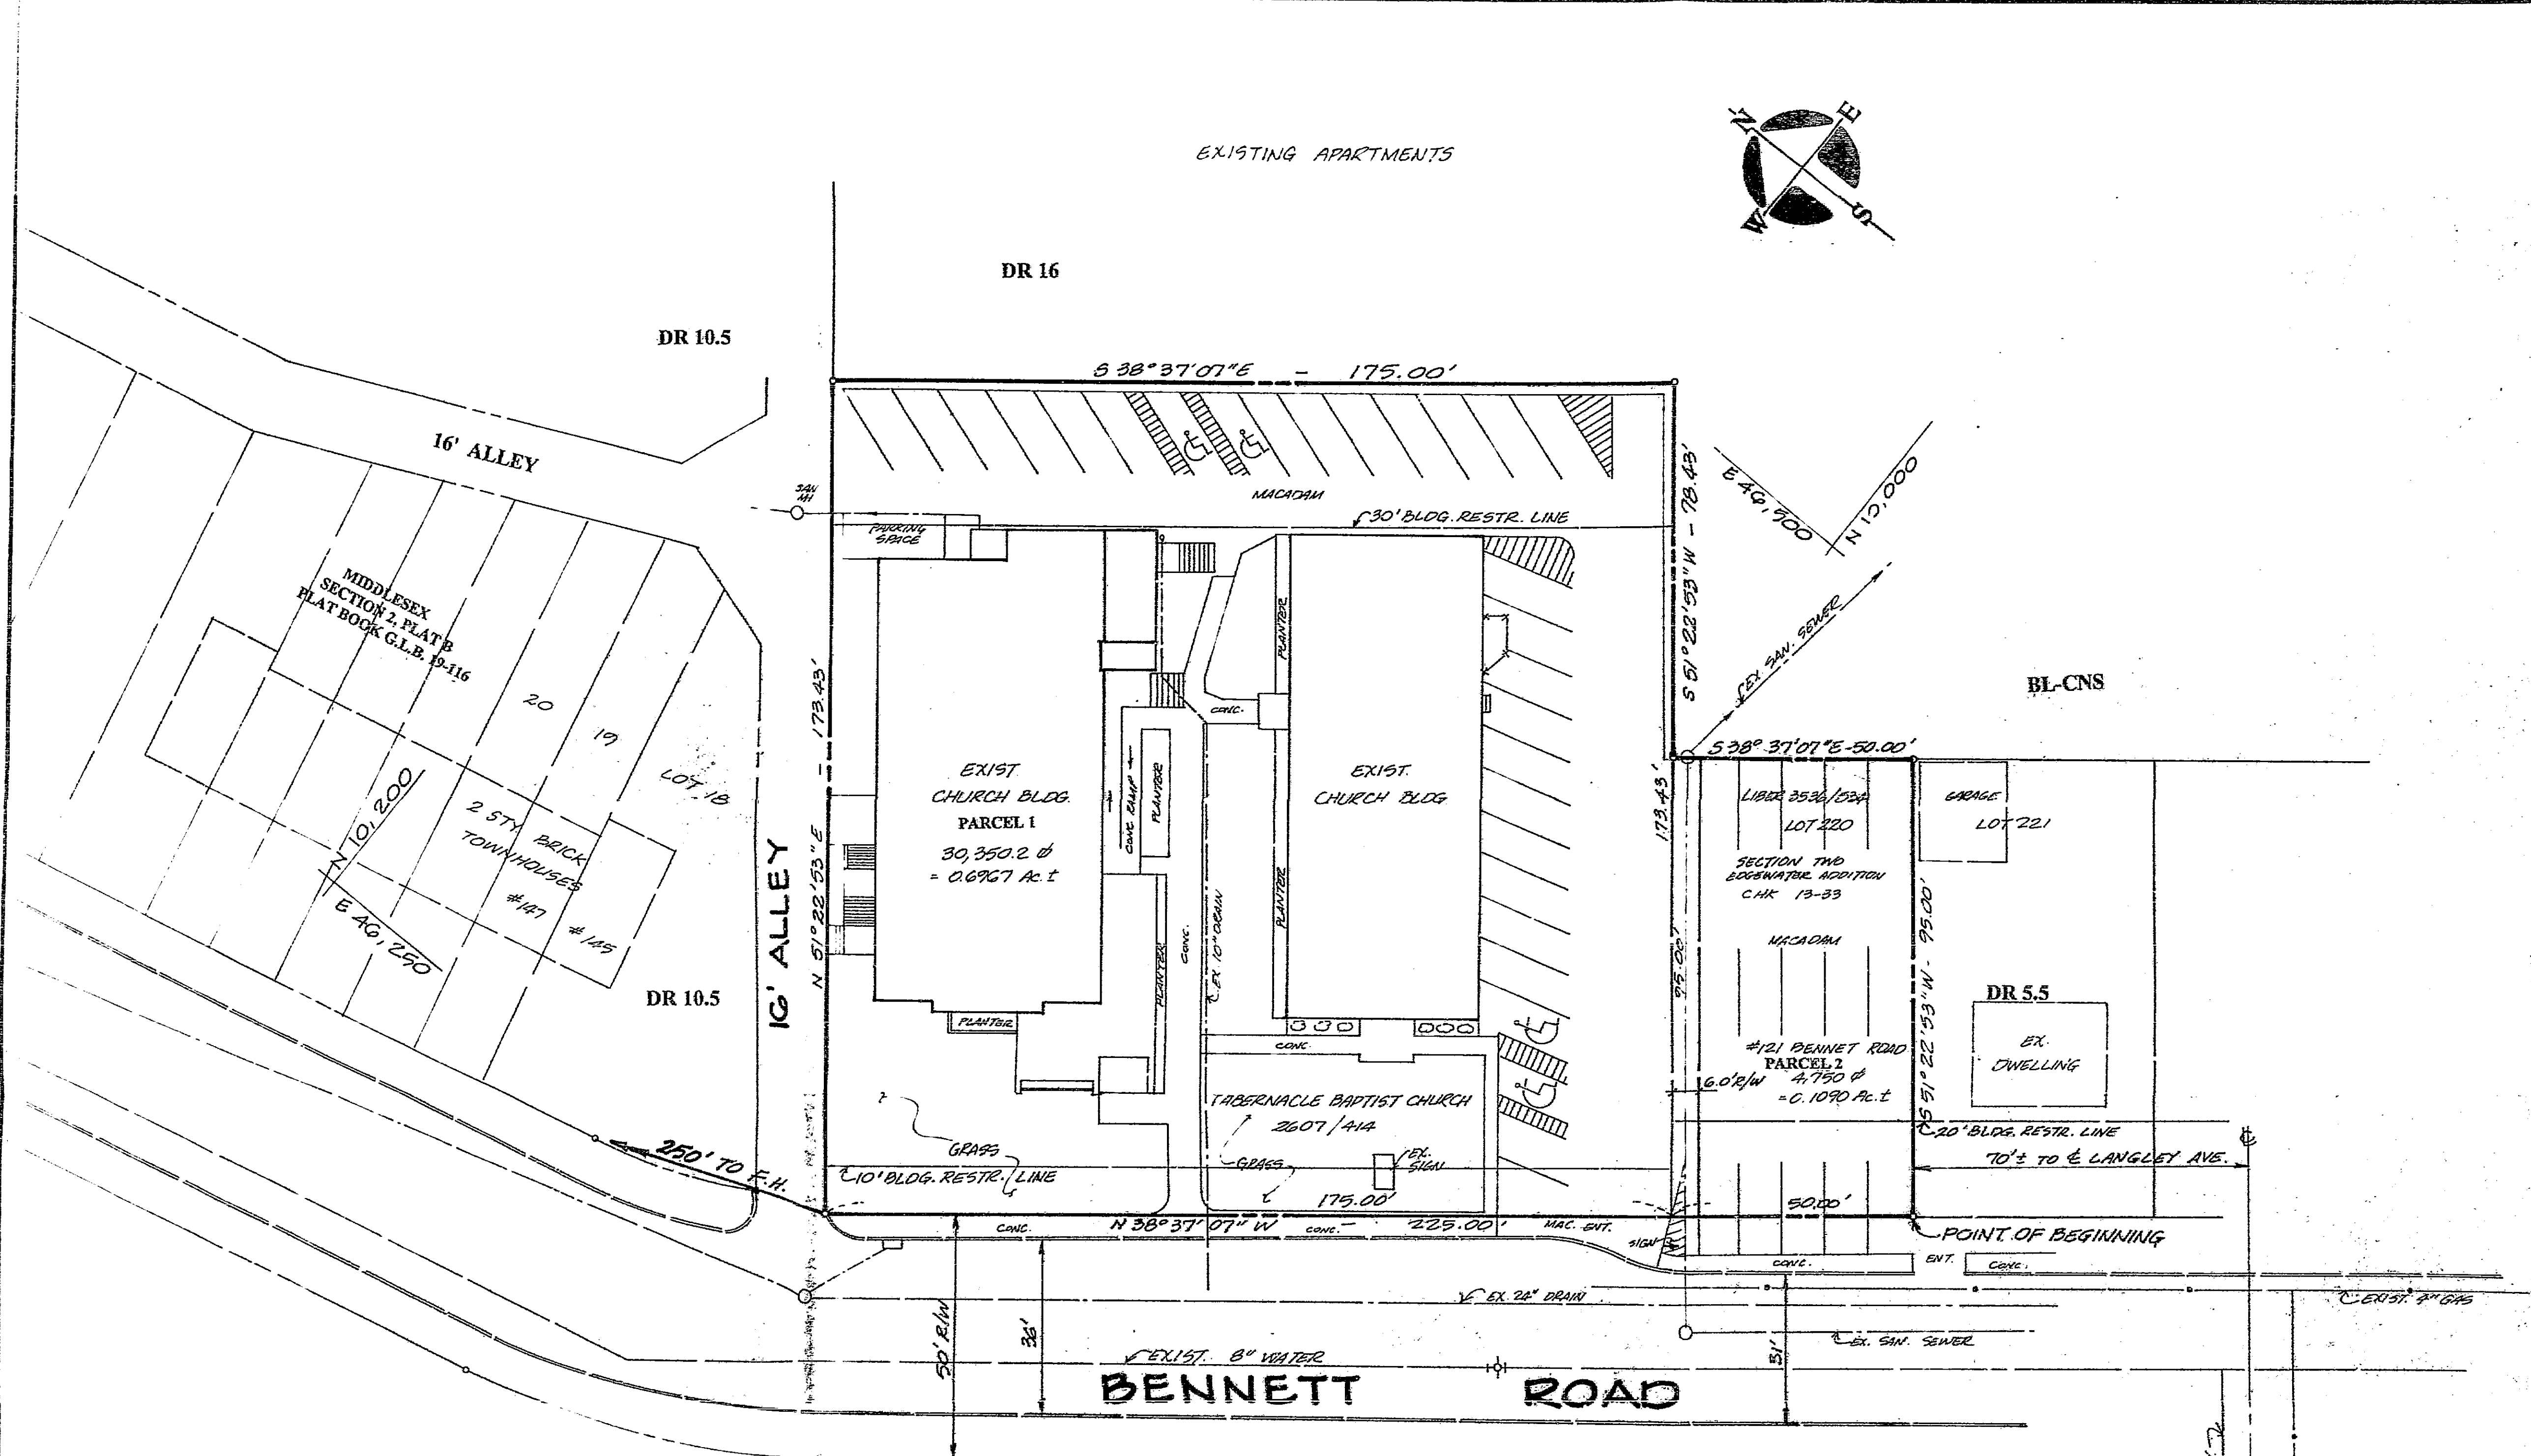 N
E
W
S
EXISTING APARTMENTS
DR 16
DR 10.5
S 38° 37' 07" E - 175.00'
16' ALLEY
SAN
MH
MACADAM
PARKING
SPACE
30' BLDG. RESTR. LINE
S 51° 22' 53" W - 78.43'
E 46,500
N 10,000
EX. SAN. SEWER
MIDDLESEX
SECTION 2, PLAT B
PLAT BOOK G.L.B. 19-116
BL-CNS
20
19
LOT 18
N 10,200
E 46,250
2 STY. BRICK
TOWNHOUSES
#147
#145
DR 10.5
16' ALLEY
N 51° 22' 53" E - 173.43'
EXIST.
CHURCH BLDG.
PARCEL 1
30,350.2 ϕ
= 0.6967 Ac. ±
CONC.
CONC. RAMP
PLANTER
PLANTER
PLANTER
CONC.
EX 10" DRAIN
PLANTER
PLANTER
EXIST.
CHURCH BLDG.
173.43'
S 38° 37' 07" E - 50.00'
LIBER 3536/534
LOT 220
SECTION TWO
EDGEWATER ADDITION
CHK 13-33
MACADAM
95.00'
GARAGE
LOT 221
S 51° 22' 53" W - 95.00'
DR 5.5
EX.
DWELLING
#121 BENNET ROAD
PARCEL 2
6.0' R/W
4,750 ϕ
= 0.1090 Ac. ±
CONC.
TABERNACLE BAPTIST CHURCH
2607/414
GRASS
GRASS
EX.
SIGN
10' BLDG. RESTR. LINE
20' BLDG. RESTR. LINE
70'± TO ℄ LANGLEY AVE.
℄
250' TO F.H.
175.00'
50.00'
CONC.
N 38° 37' 07" W
CONC.
- 225.00'
MAC. ENT.
SIGN
POINT OF BEGINNING
CONC.
ENT.
CONC.
EX. 24" DRAIN
EXIST. 4" GAS
50' R/W
36'
31'
EX. SAN. SEWER
EXIST. 8" WATER
BENNETT ROAD